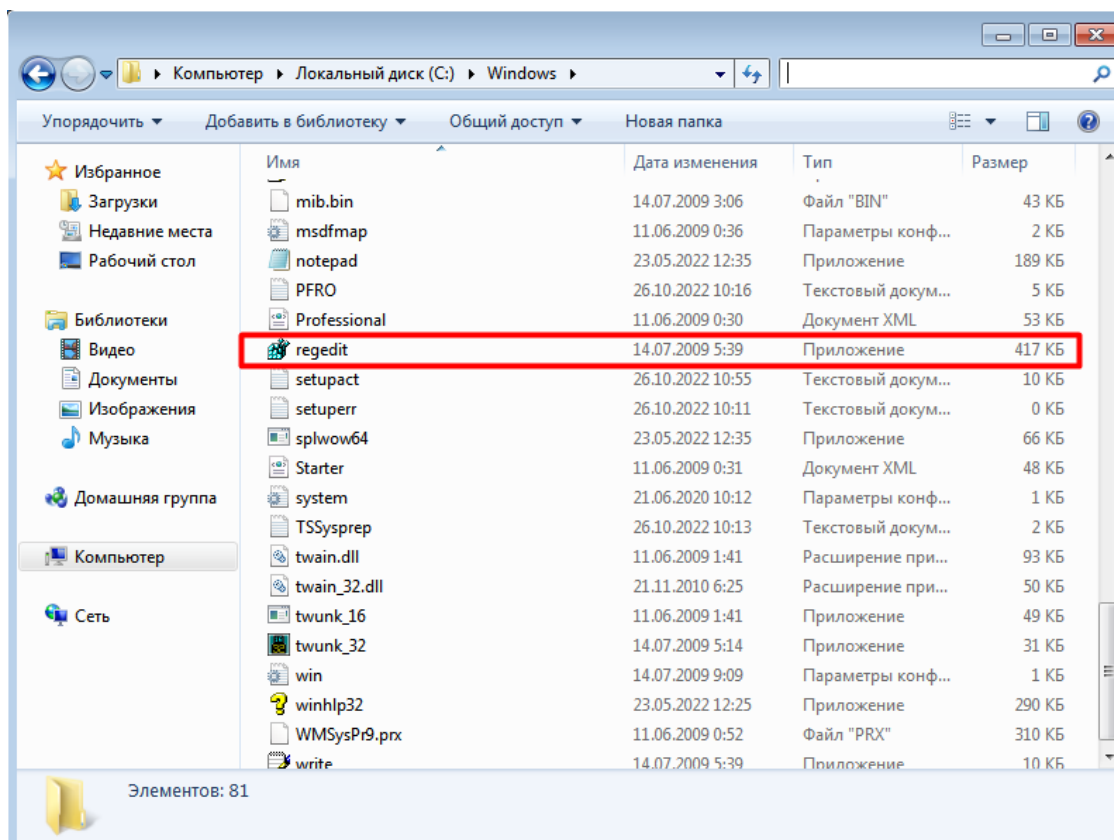 Компьютер Локальный диск (C:) Windows
Упорядочить Добавить в библиотеку Общий доступ Новая папка
Имя Дата изменения Тип Размер
Избранное
Загрузки
Недавние места
Рабочий стол
Библиотеки
Видео
Документы
Изображения
Музыка
Домашняя группа
Компьютер
Сеть
mib.bin 14.07.2009 3:06 Файл "BIN" 43 КБ
msdfmap 11.06.2009 0:36 Параметры конф... 2 КБ
notepad 23.05.2022 12:35 Приложение 189 КБ
PFRO 26.10.2022 10:16 Текстовый докум... 5 КБ
Professional 11.06.2009 0:30 Документ XML 53 КБ
regedit 14.07.2009 5:39 Приложение 417 КБ
setupact 26.10.2022 10:55 Текстовый докум... 10 КБ
setuperr 26.10.2022 10:11 Текстовый докум... 0 КБ
splwow64 23.05.2022 12:35 Приложение 66 КБ
Starter 11.06.2009 0:31 Документ XML 48 КБ
system 21.06.2020 10:12 Параметры конф... 1 КБ
TSSysprep 26.10.2022 10:13 Текстовый докум... 2 КБ
twain.dll 11.06.2009 1:41 Расширение при... 93 КБ
twain_32.dll 21.11.2010 6:25 Расширение при... 50 КБ
twunk_16 11.06.2009 1:41 Приложение 49 КБ
twunk_32 14.07.2009 5:14 Приложение 31 КБ
win 14.07.2009 9:09 Параметры конф... 1 КБ
winhlp32 23.05.2022 12:25 Приложение 290 КБ
WMSysPr9.prx 11.06.2009 0:52 Файл "PRX" 310 КБ
write 14.07.2009 5:39 Приложение 10 КБ
Элементов: 81